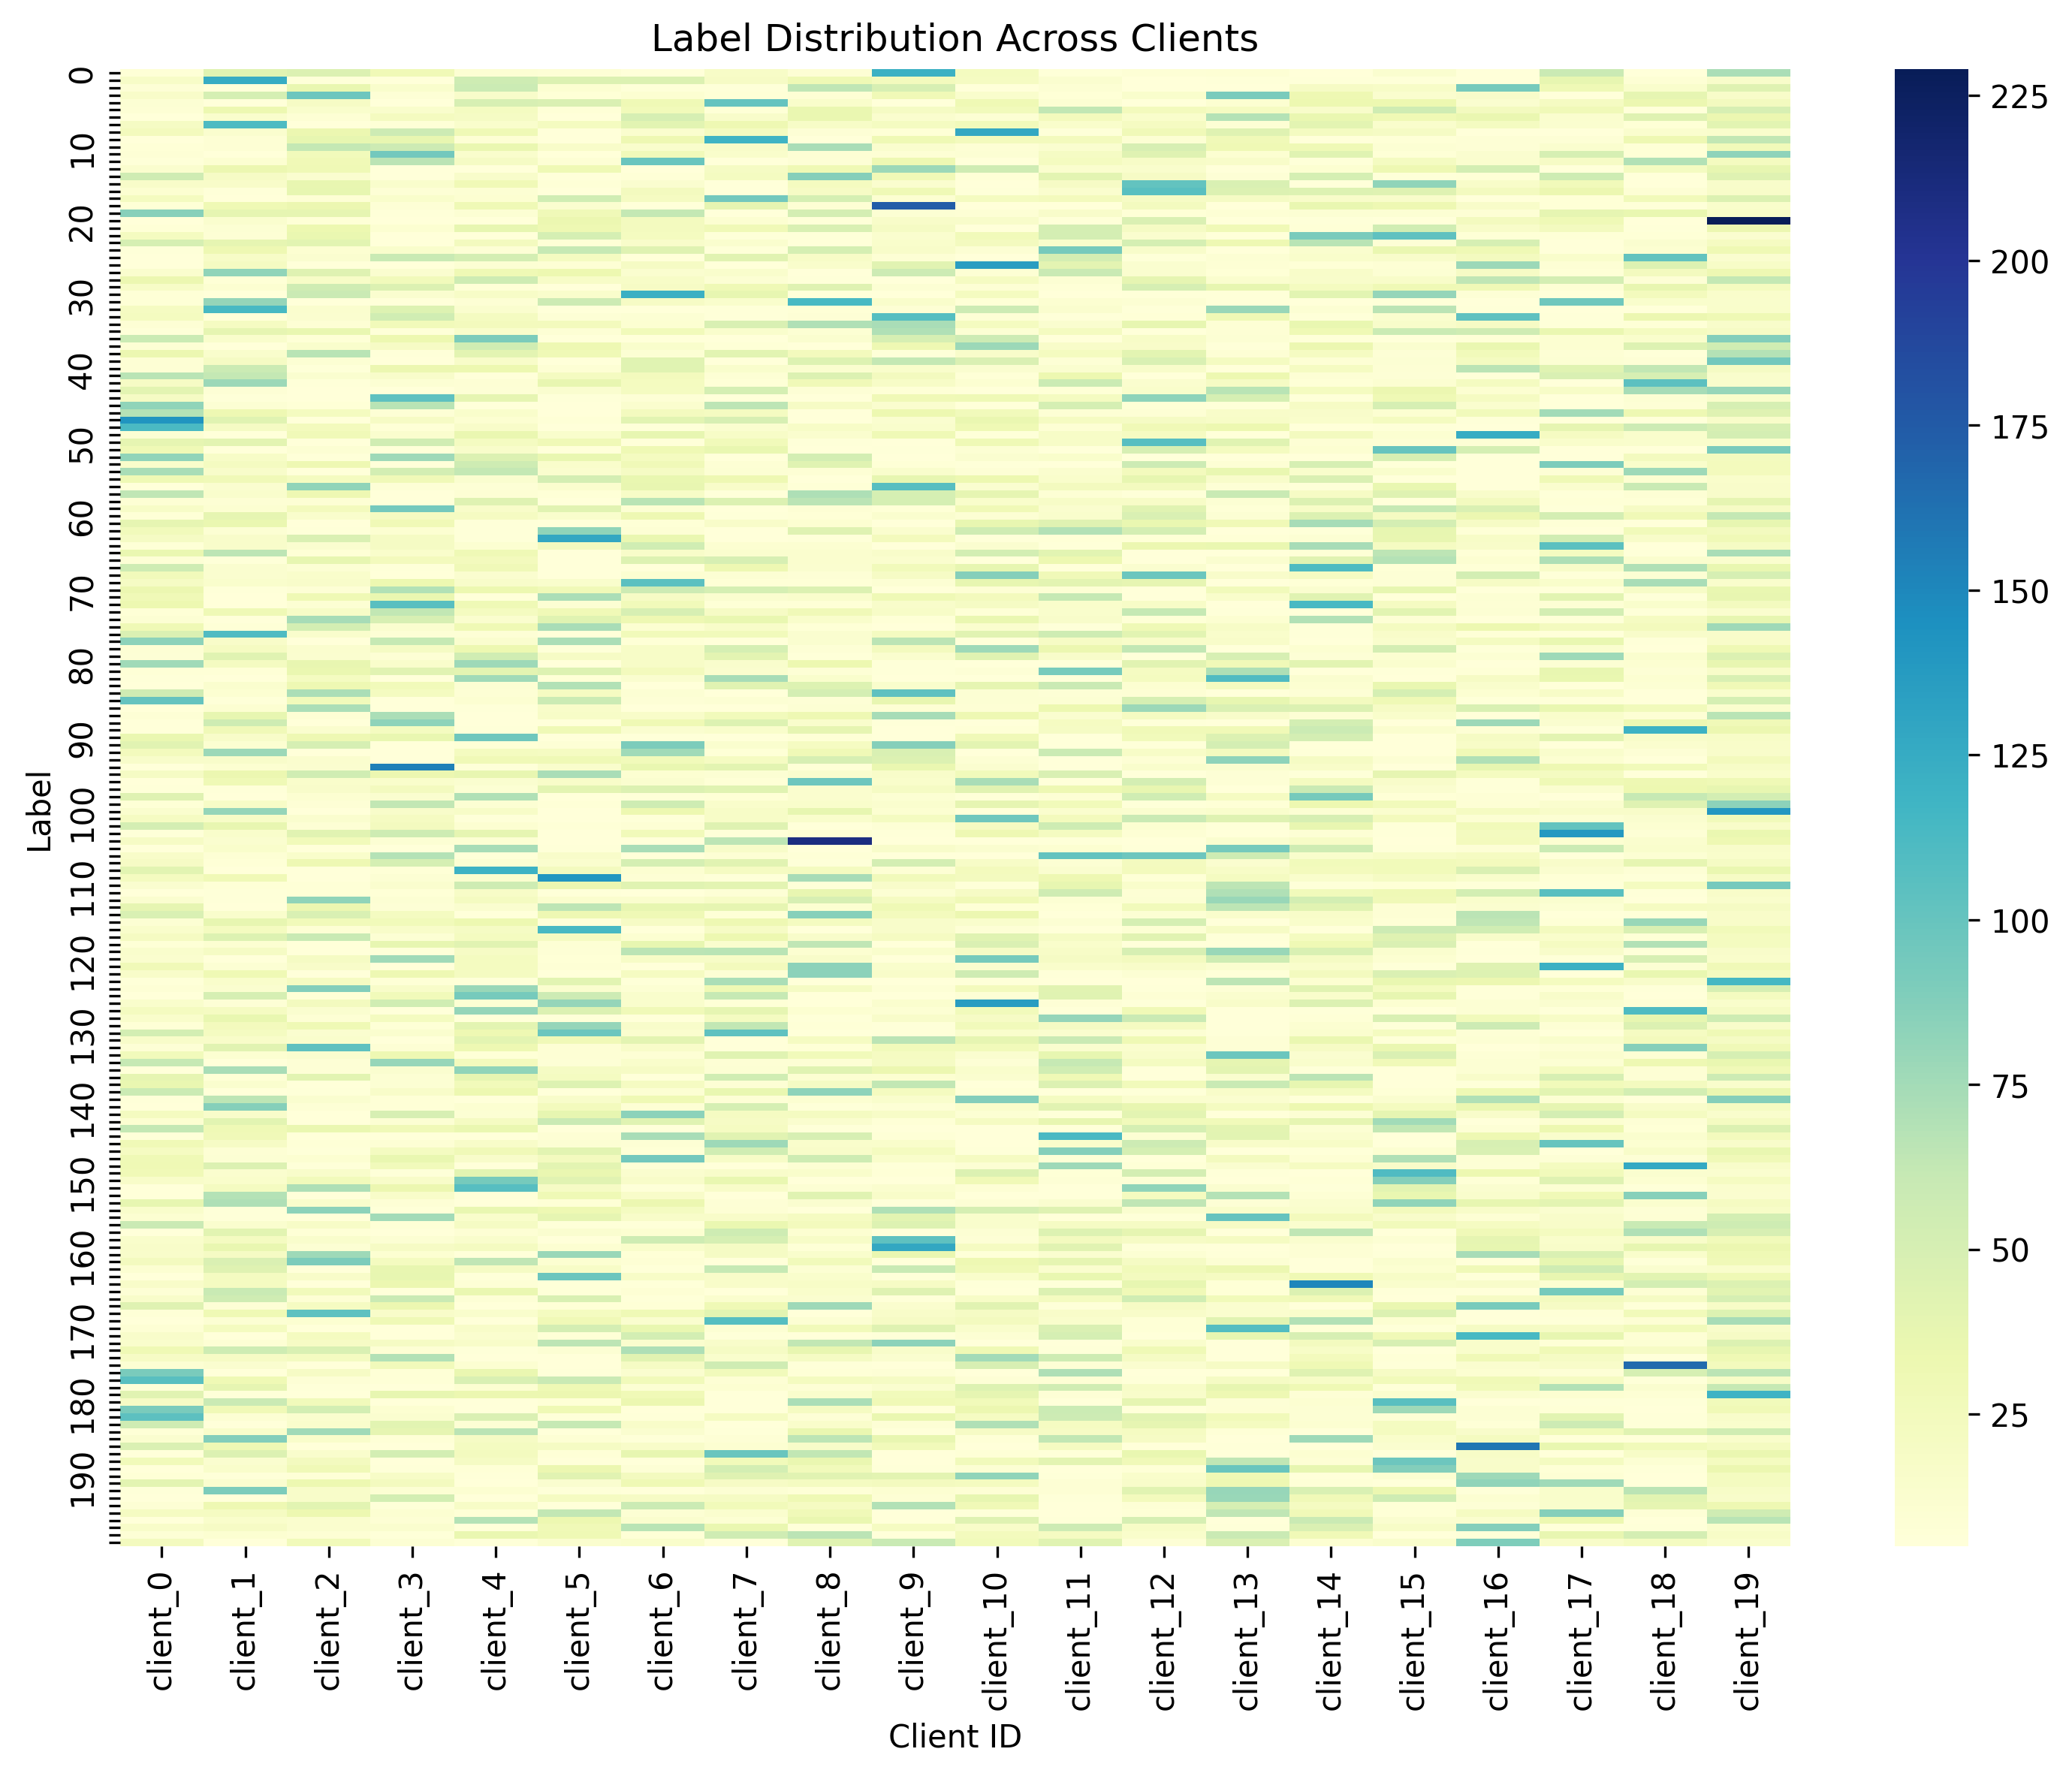 Label Distribution Across Clients
Label
0
10
20
30
40
50
60
70
80
90
100
110
120
130
140
150
160
170
180
190
client_0
client_1
client_2
client_3
client_4
client_5
client_6
client_7
client_8
client_9
client_10
client_11
client_12
client_13
client_14
client_15
client_16
client_17
client_18
client_19
Client ID
225
200
175
150
125
100
75
50
25